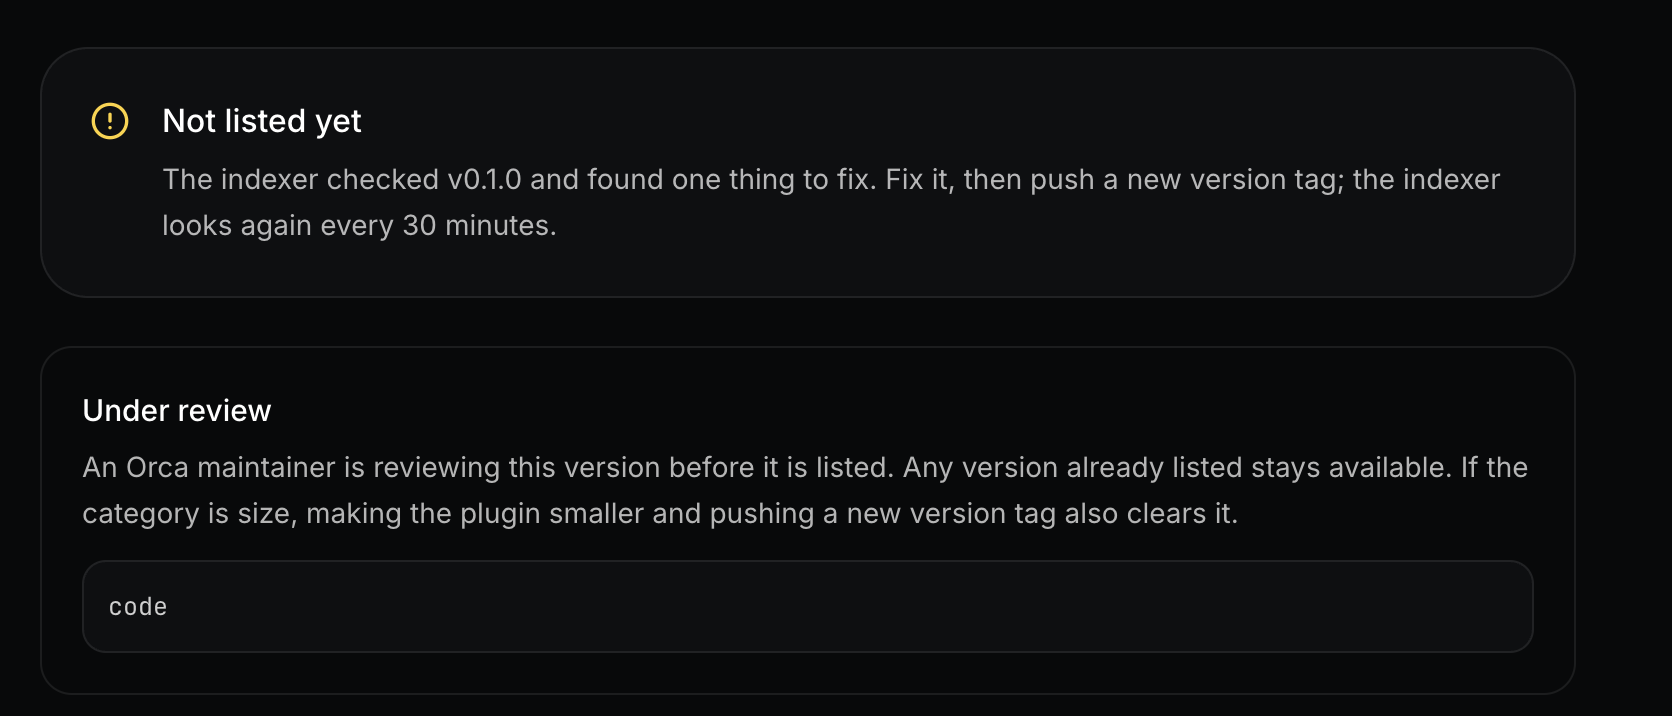 Not listed yet
The indexer checked v0.1.0 and found one thing to fix. Fix it, then push a new version tag; the indexer
looks again every 30 minutes.
Under review
An Orca maintainer is reviewing this version before it is listed. Any version already listed stays available. If the
category is size, making the plugin smaller and pushing a new version tag also clears it.
code